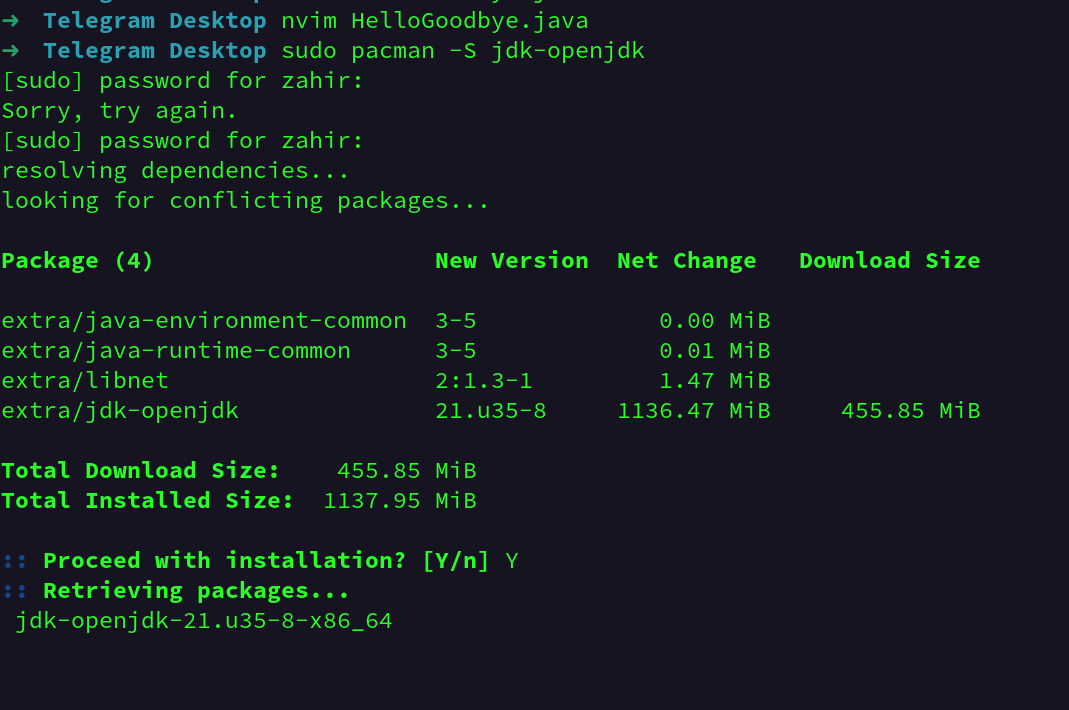 ➜  Telegram Desktop nvim HelloGoodbye.java
➜  Telegram Desktop sudo pacman -S jdk-openjdk
[sudo] password for zahir:
Sorry, try again.
[sudo] password for zahir:
resolving dependencies...
looking for conflicting packages...
Package (4)                    New Version  Net Change   Download Size
extra/java-environment-common  3-5             0.00 MiB
extra/java-runtime-common      3-5             0.01 MiB
extra/libnet                   2:1.3-1         1.47 MiB
extra/jdk-openjdk              21.u35-8     1136.47 MiB     455.85 MiB
Total Download Size:    455.85 MiB
Total Installed Size:  1137.95 MiB
:: Proceed with installation? [Y/n] Y
:: Retrieving packages...
 jdk-openjdk-21.u35-8-x86_64